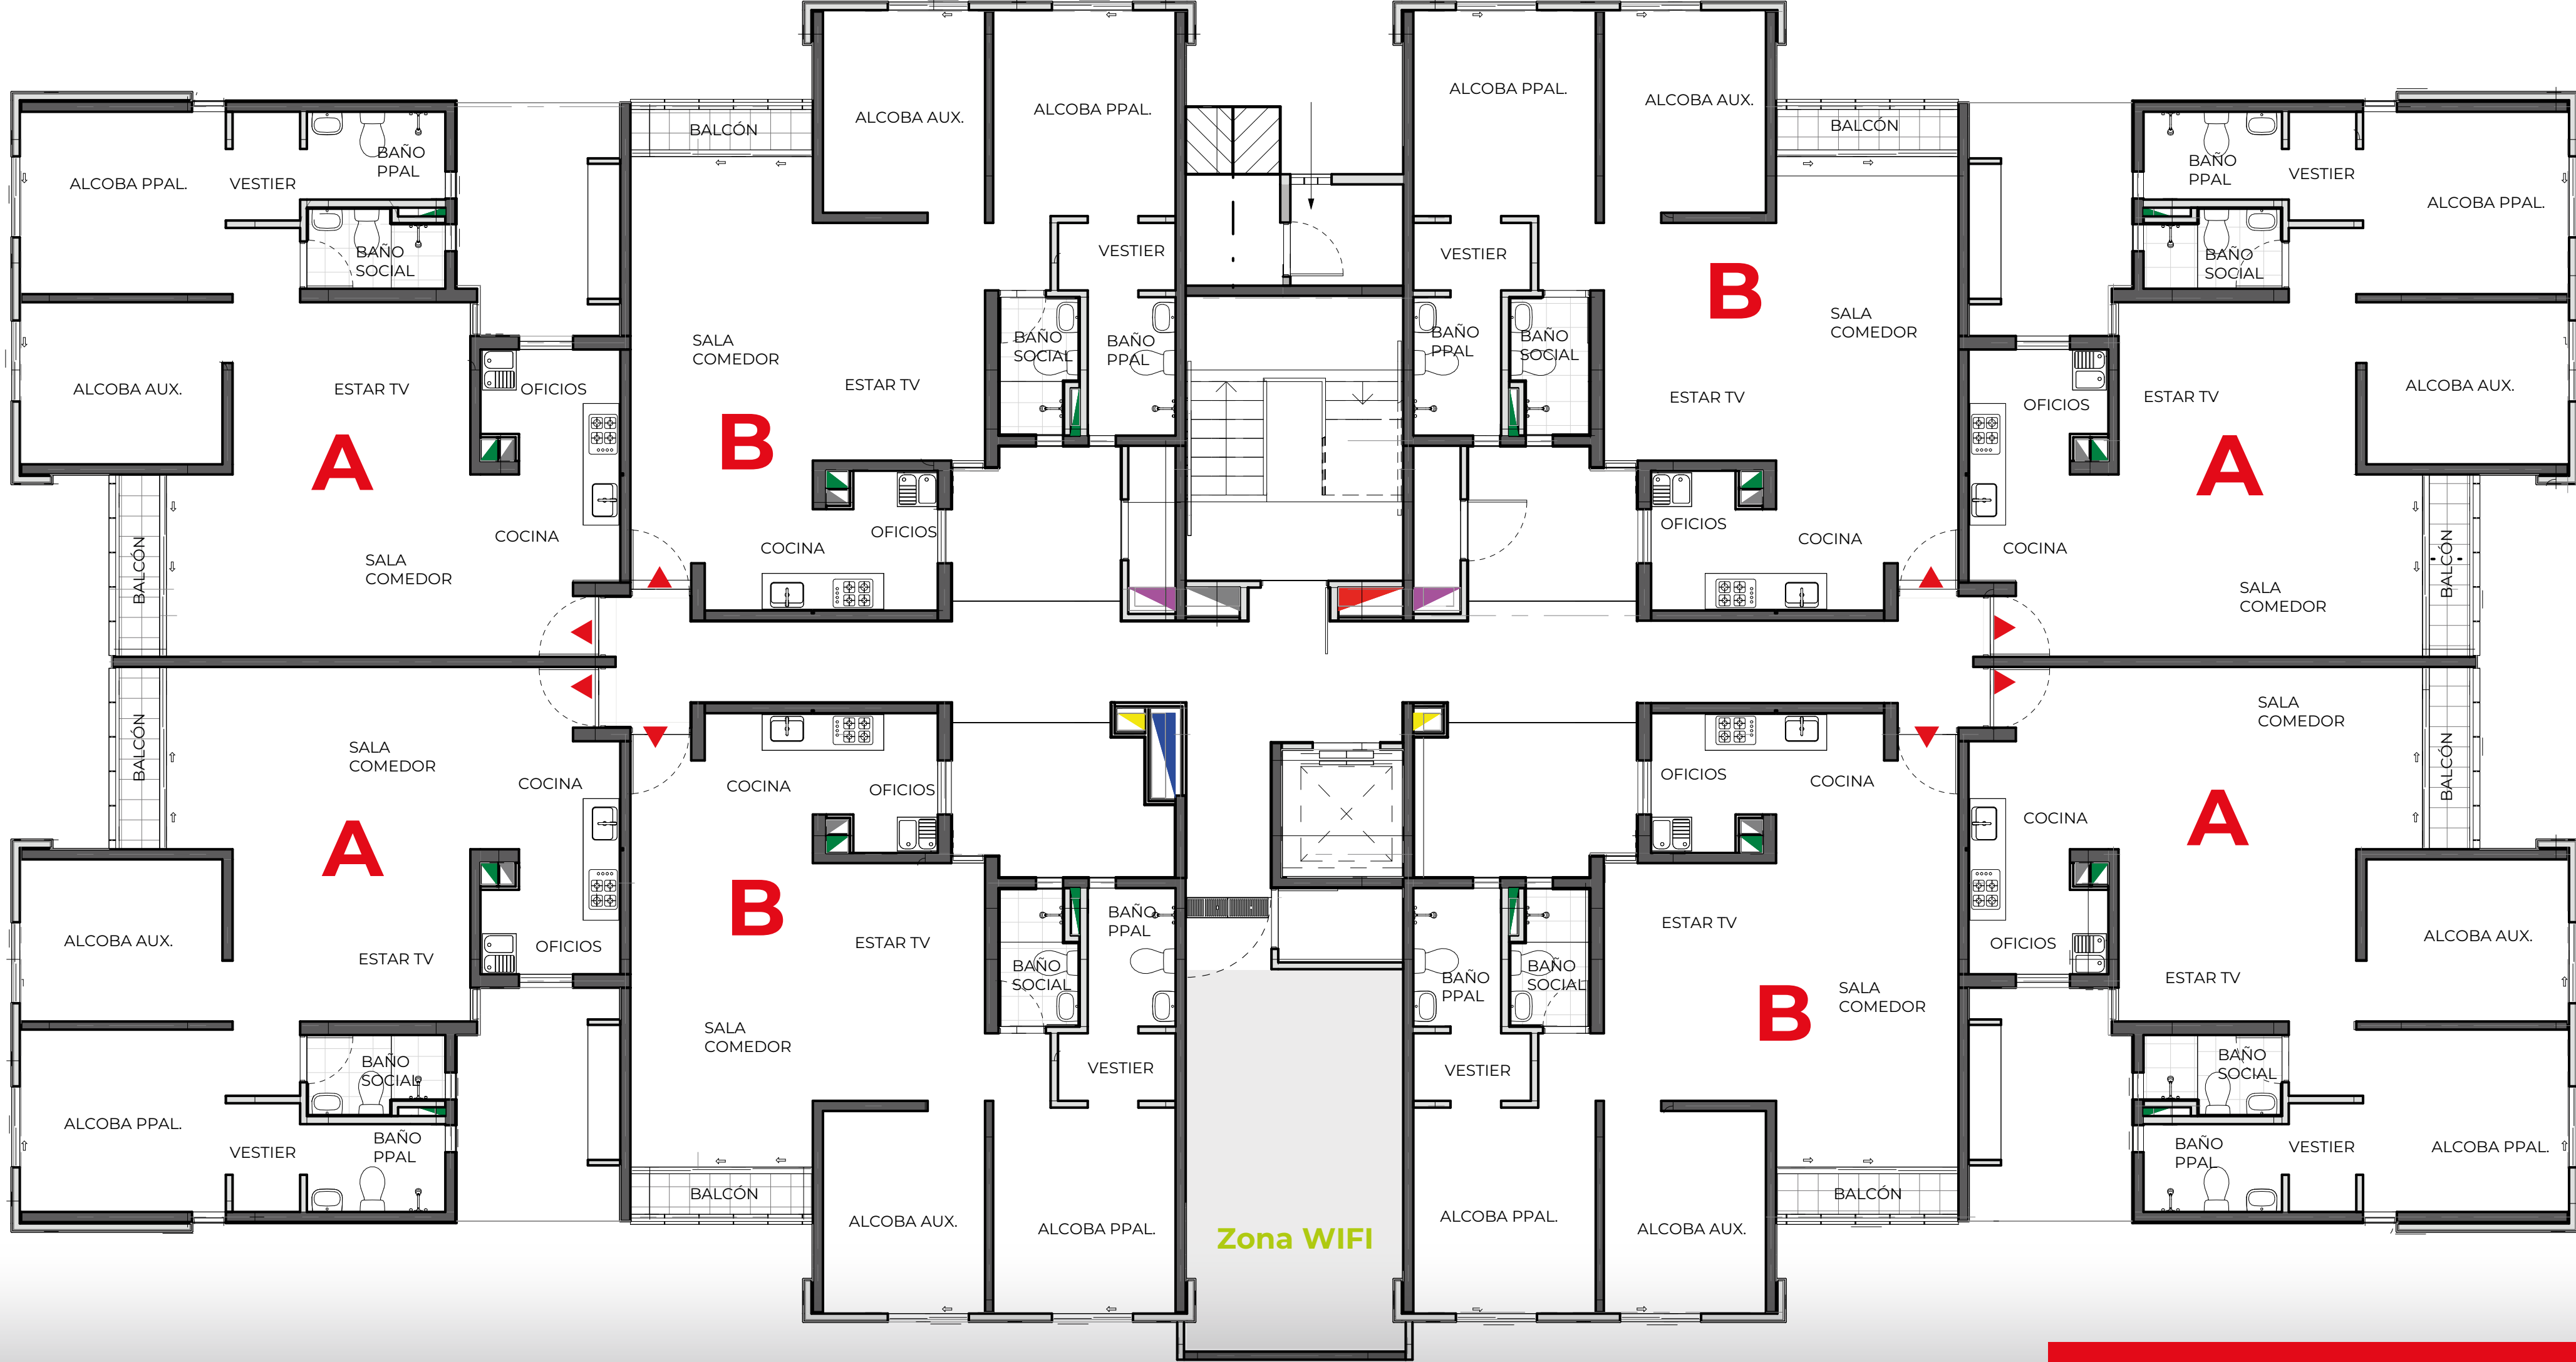 ALCOBA PPAL.
VESTIER
BAÑO
PPAL
BAÑO
SOCIAL
ALCOBA AUX.
ESTAR TV
OFICIOS
A
COCINA
SALA
COMEDOR
BALCÓN
BALCÓN
ALCOBA AUX.
ALCOBA PPAL.
VESTIER
SALA
COMEDOR
ESTAR TV
BAÑO
SOCIAL
BAÑO
PPAL
B
OFICIOS
COCINA
ALCOBA PPAL.
ALCOBA AUX.
BALCÓN
VESTIER
B
SALA
COMEDOR
BAÑO
PPAL
BAÑO
SOCIAL
ESTAR TV
OFICIOS
COCINA
BAÑO
PPAL
VESTIER
ALCOBA PPAL.
BAÑO
SOCIAL
ESTAR TV
ALCOBA AUX.
OFICIOS
A
COCINA
SALA
COMEDOR
BALCÓN
BALCÓN
SALA
COMEDOR
COCINA
A
ALCOBA AUX.
ESTAR TV
OFICIOS
BAÑO
SOCIAL
ALCOBA PPAL.
VESTIER
BAÑO
PPAL
COCINA
OFICIOS
B
ESTAR TV
BAÑO
PPAL
BAÑO
SOCIAL
SALA
COMEDOR
VESTIER
BALCÓN
ALCOBA AUX.
ALCOBA PPAL.
Zona WIFI
OFICIOS
COCINA
ESTAR TV
BAÑO
PPAL
BAÑO
SOCIAL
B
SALA
COMEDOR
VESTIER
BALCÓN
ALCOBA PPAL.
ALCOBA AUX.
SALA
COMEDOR
BALCÓN
COCINA
A
OFICIOS
ALCOBA AUX.
ESTAR TV
BAÑO
SOCIAL
BAÑO
PPAL
VESTIER
ALCOBA PPAL.